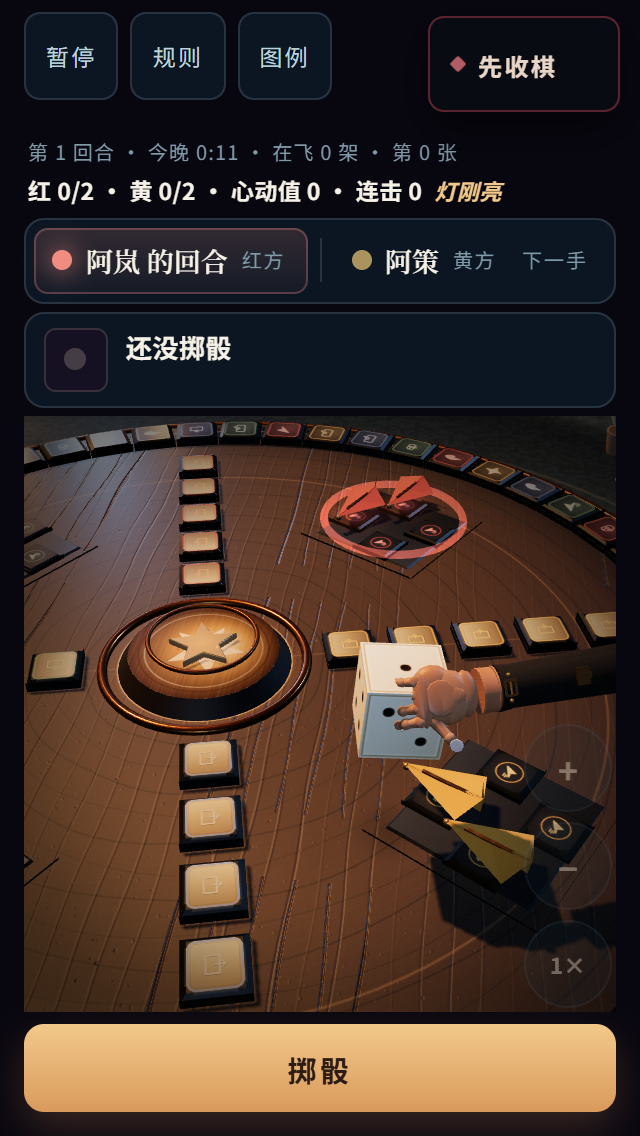 暂停
规则
图例
先收棋
第 1 回合 · 今晚 0:11 · 在飞 0 架 · 第 0 张
红 0/2 · 黄 0/2 · 心动值 0 · 连击 0 灯刚亮
阿岚 的回合 红方
阿策 黄方 下一手
还没掷骰
+
−
1×
掷骰